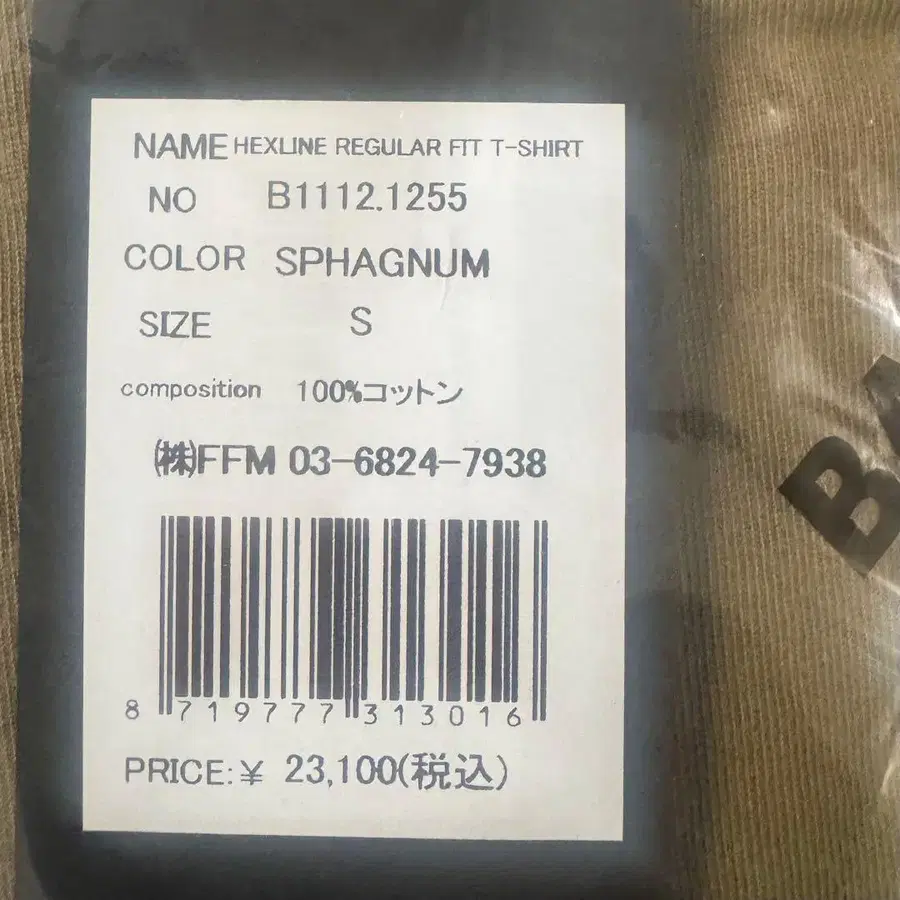 NAME HEXLINE REGULAR FIT T-SHIRT
NO B1112.1255
COLOR SPHAGNUM
SIZE S
composition 100%コットン
㈱FFM 03-6824-7938
8 719777 313016
PRICE:¥ 23,100(税込)